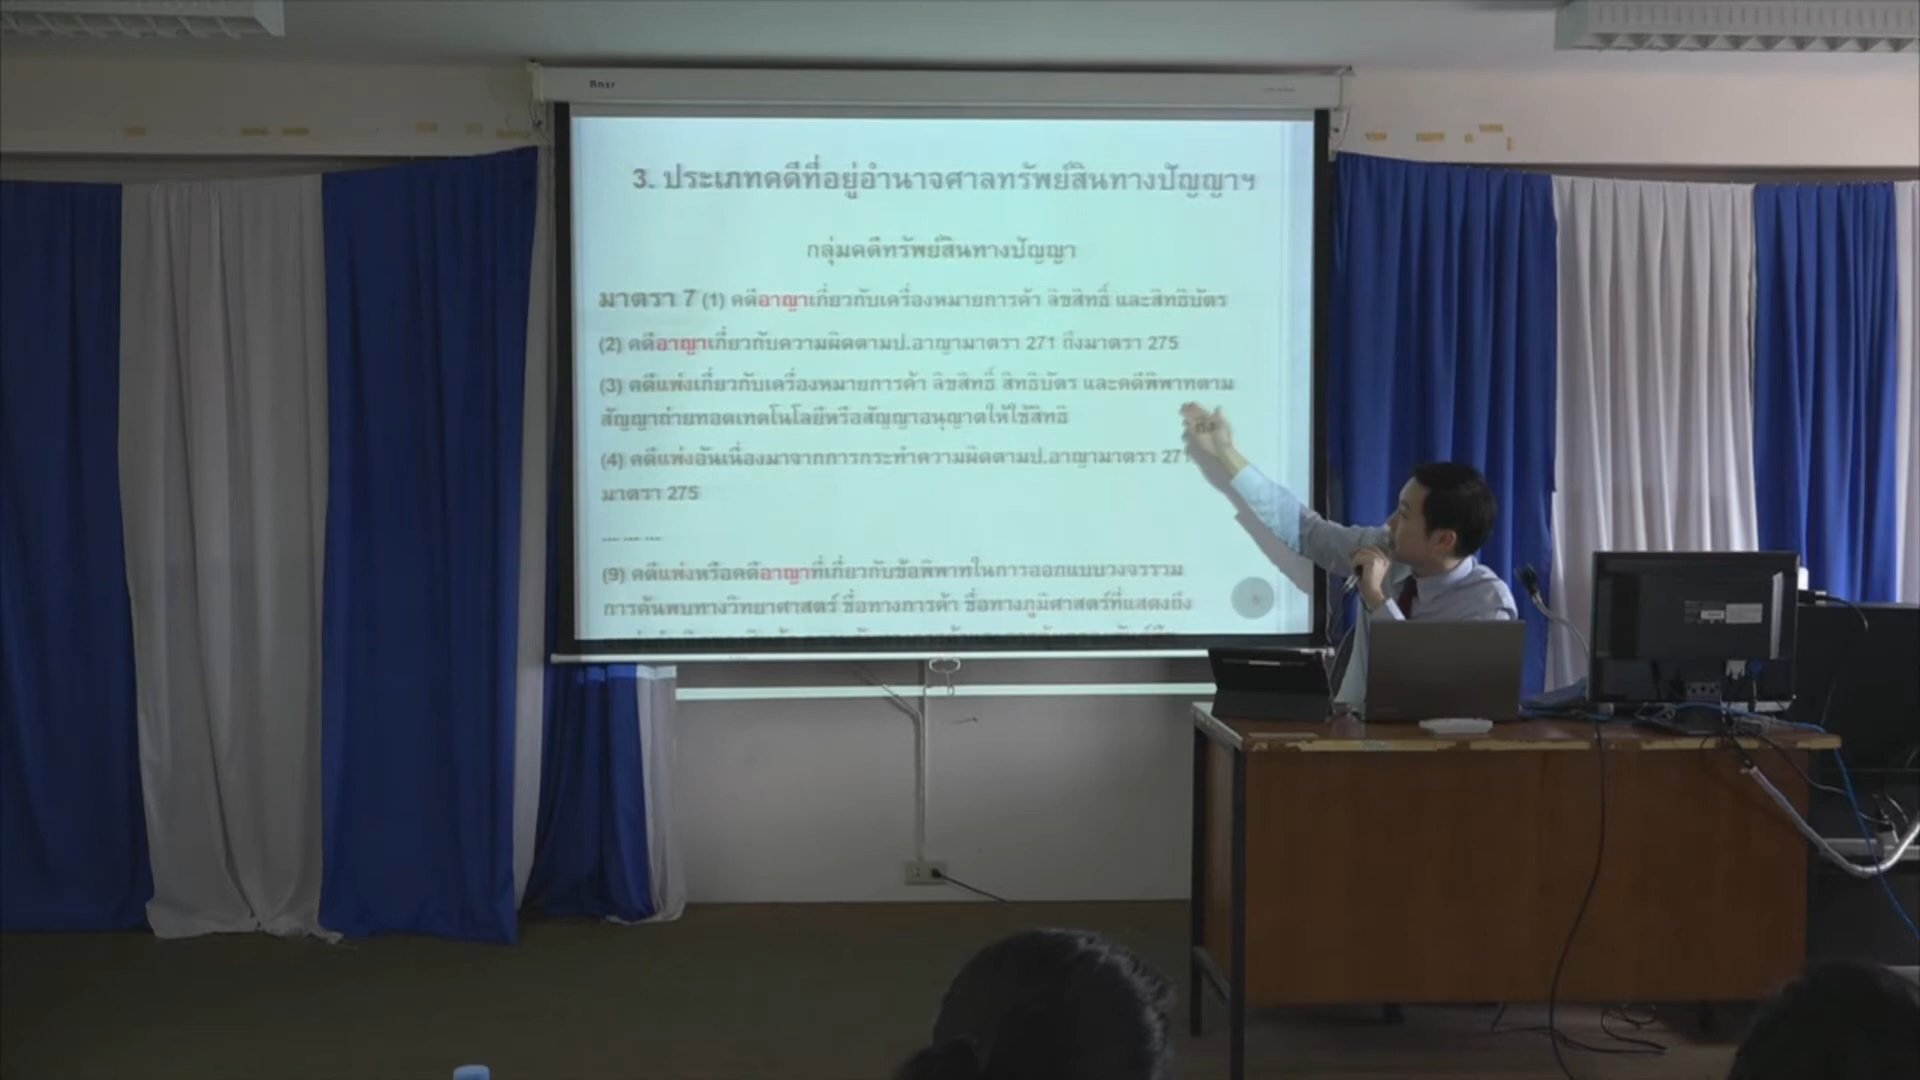 3. ประเภทคดีที่อยู่อำนาจศาลทรัพย์สินทางปัญญาฯ
กลุ่มคดีทรัพย์สินทางปัญญา
มาตรา 7 (1) คดีอาญาเกี่ยวกับเครื่องหมายการค้า ลิขสิทธิ์ และสิทธิบัตร
(2) คดีอาญาเกี่ยวกับความผิดตามป.อาญามาตรา 271 ถึงมาตรา 275
(3) คดีแพ่งเกี่ยวกับเครื่องหมายการค้า ลิขสิทธิ์ สิทธิบัตร และคดีพิพาทตาม
สัญญาถ่ายทอดเทคโนโลยีหรือสัญญาอนุญาตให้ใช้สิทธิ
(4) คดีแพ่งอันเนื่องมาจากการกระทำความผิดตามป.อาญามาตรา 271 ถึง
มาตรา 275
... ... ...
(9) คดีแพ่งหรือคดีอาญาที่เกี่ยวกับข้อพิพาทในการออกแบบวงจรรวม
การค้นพบทางวิทยาศาสตร์ ชื่อทางการค้า ชื่อทางภูมิศาสตร์ที่แสดงถึง